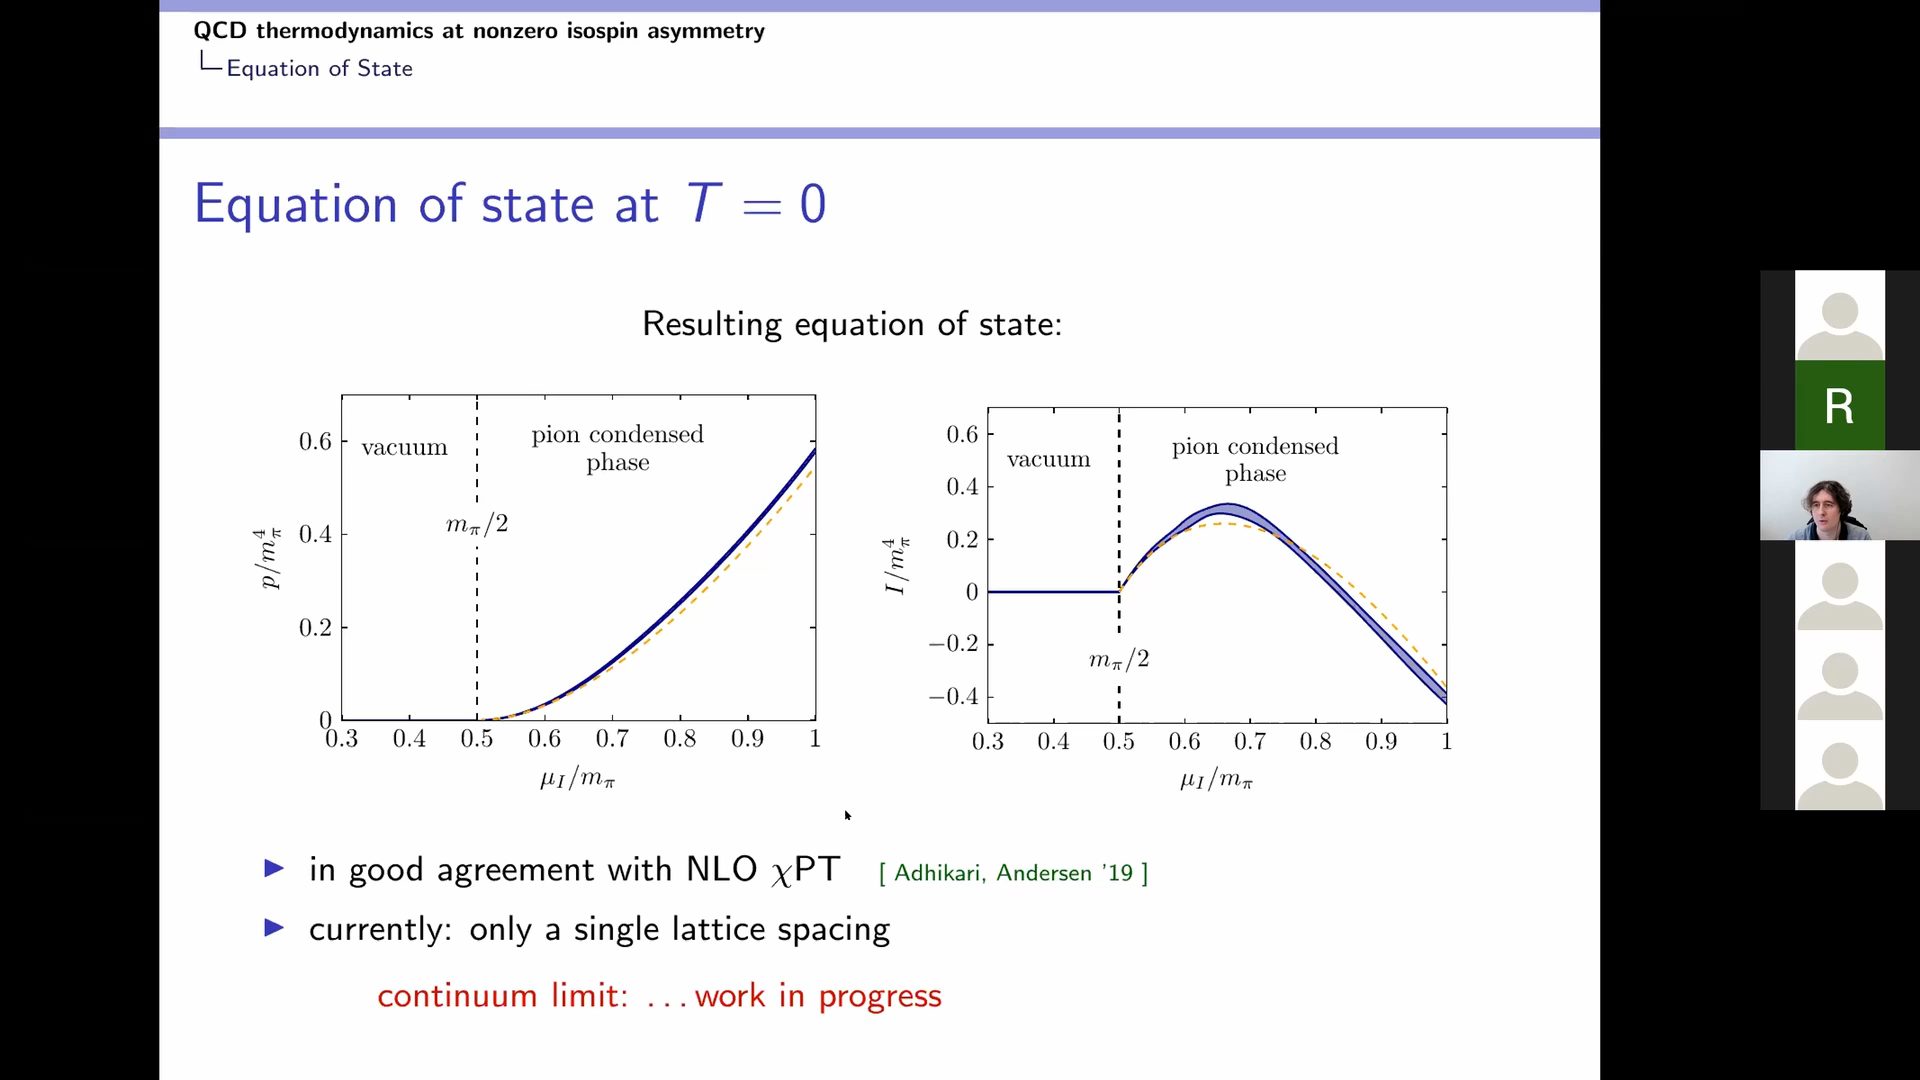 QCD thermodynamics at nonzero isospin asymmetry
Equation of State
Equation of state at T = 0
Resulting equation of state:
p/m_π^4
0.6
0.4
0.2
0
0.3 0.4 0.5 0.6 0.7 0.8 0.9 1
μ_I/m_π
vacuum
pion condensed
phase
m_π/2
I/m_π^4
0.6
0.4
0.2
0
−0.2
−0.4
0.3 0.4 0.5 0.6 0.7 0.8 0.9 1
μ_I/m_π
vacuum
pion condensed
phase
m_π/2
▶ in good agreement with NLO χPT [ Adhikari, Andersen '19 ]
▶ currently: only a single lattice spacing
continuum limit: ...work in progress
R